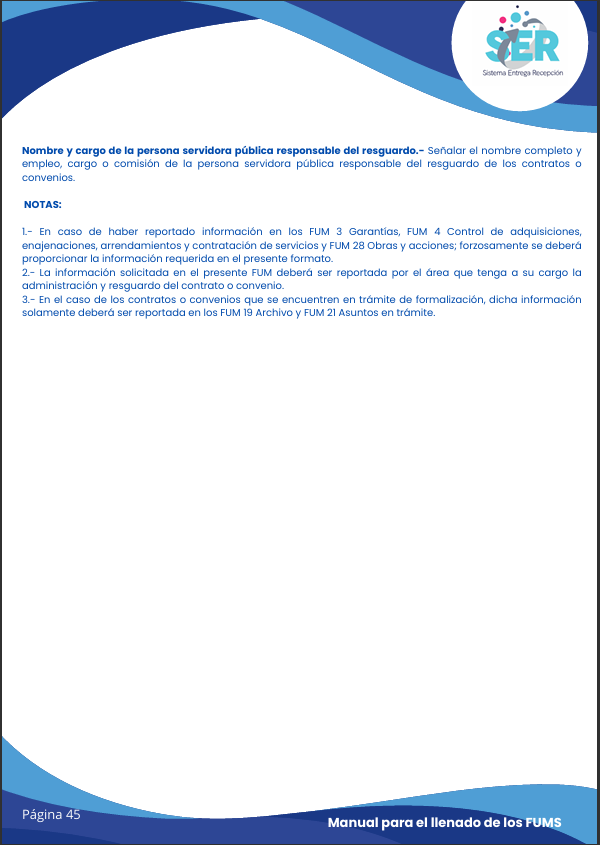 SER
Sistema Entrega Recepción
Nombre y cargo de la persona servidora pública responsable del resguardo.- Señalar el nombre completo y
empleo, cargo o comisión de la persona servidora pública responsable del resguardo de los contratos o
convenios.
NOTAS:
1.- En caso de haber reportado información en los FUM 3 Garantías, FUM 4 Control de adquisiciones,
enajenaciones, arrendamientos y contratación de servicios y FUM 28 Obras y acciones; forzosamente se deberá
proporcionar la información requerida en el presente formato.
2.- La información solicitada en el presente FUM deberá ser reportada por el área que tenga a su cargo la
administración y resguardo del contrato o convenio.
3.- En el caso de los contratos o convenios que se encuentren en trámite de formalización, dicha información
solamente deberá ser reportada en los FUM 19 Archivo y FUM 21 Asuntos en trámite.
Página 45
Manual para el llenado de los FUMS